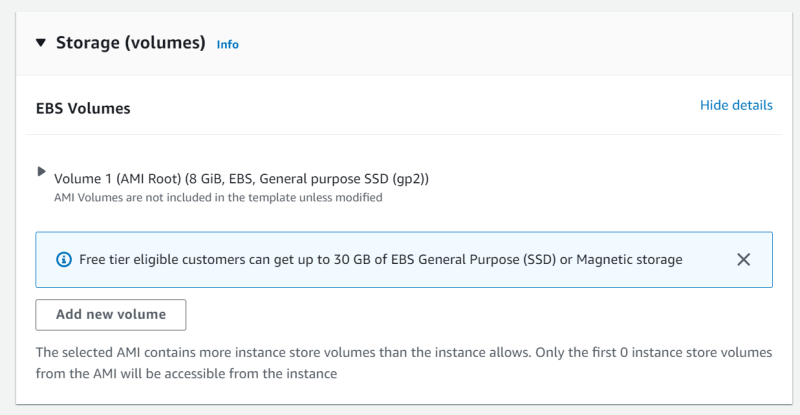 Storage (volumes) Info
EBS Volumes
Hide details
Volume 1 (AMI Root) (8 GiB, EBS, General purpose SSD (gp2))
AMI Volumes are not included in the template unless modified
Free tier eligible customers can get up to 30 GB of EBS General Purpose (SSD) or Magnetic storage
Add new volume
The selected AMI contains more instance store volumes than the instance allows. Only the first 0 instance store volumes
from the AMI will be accessible from the instance